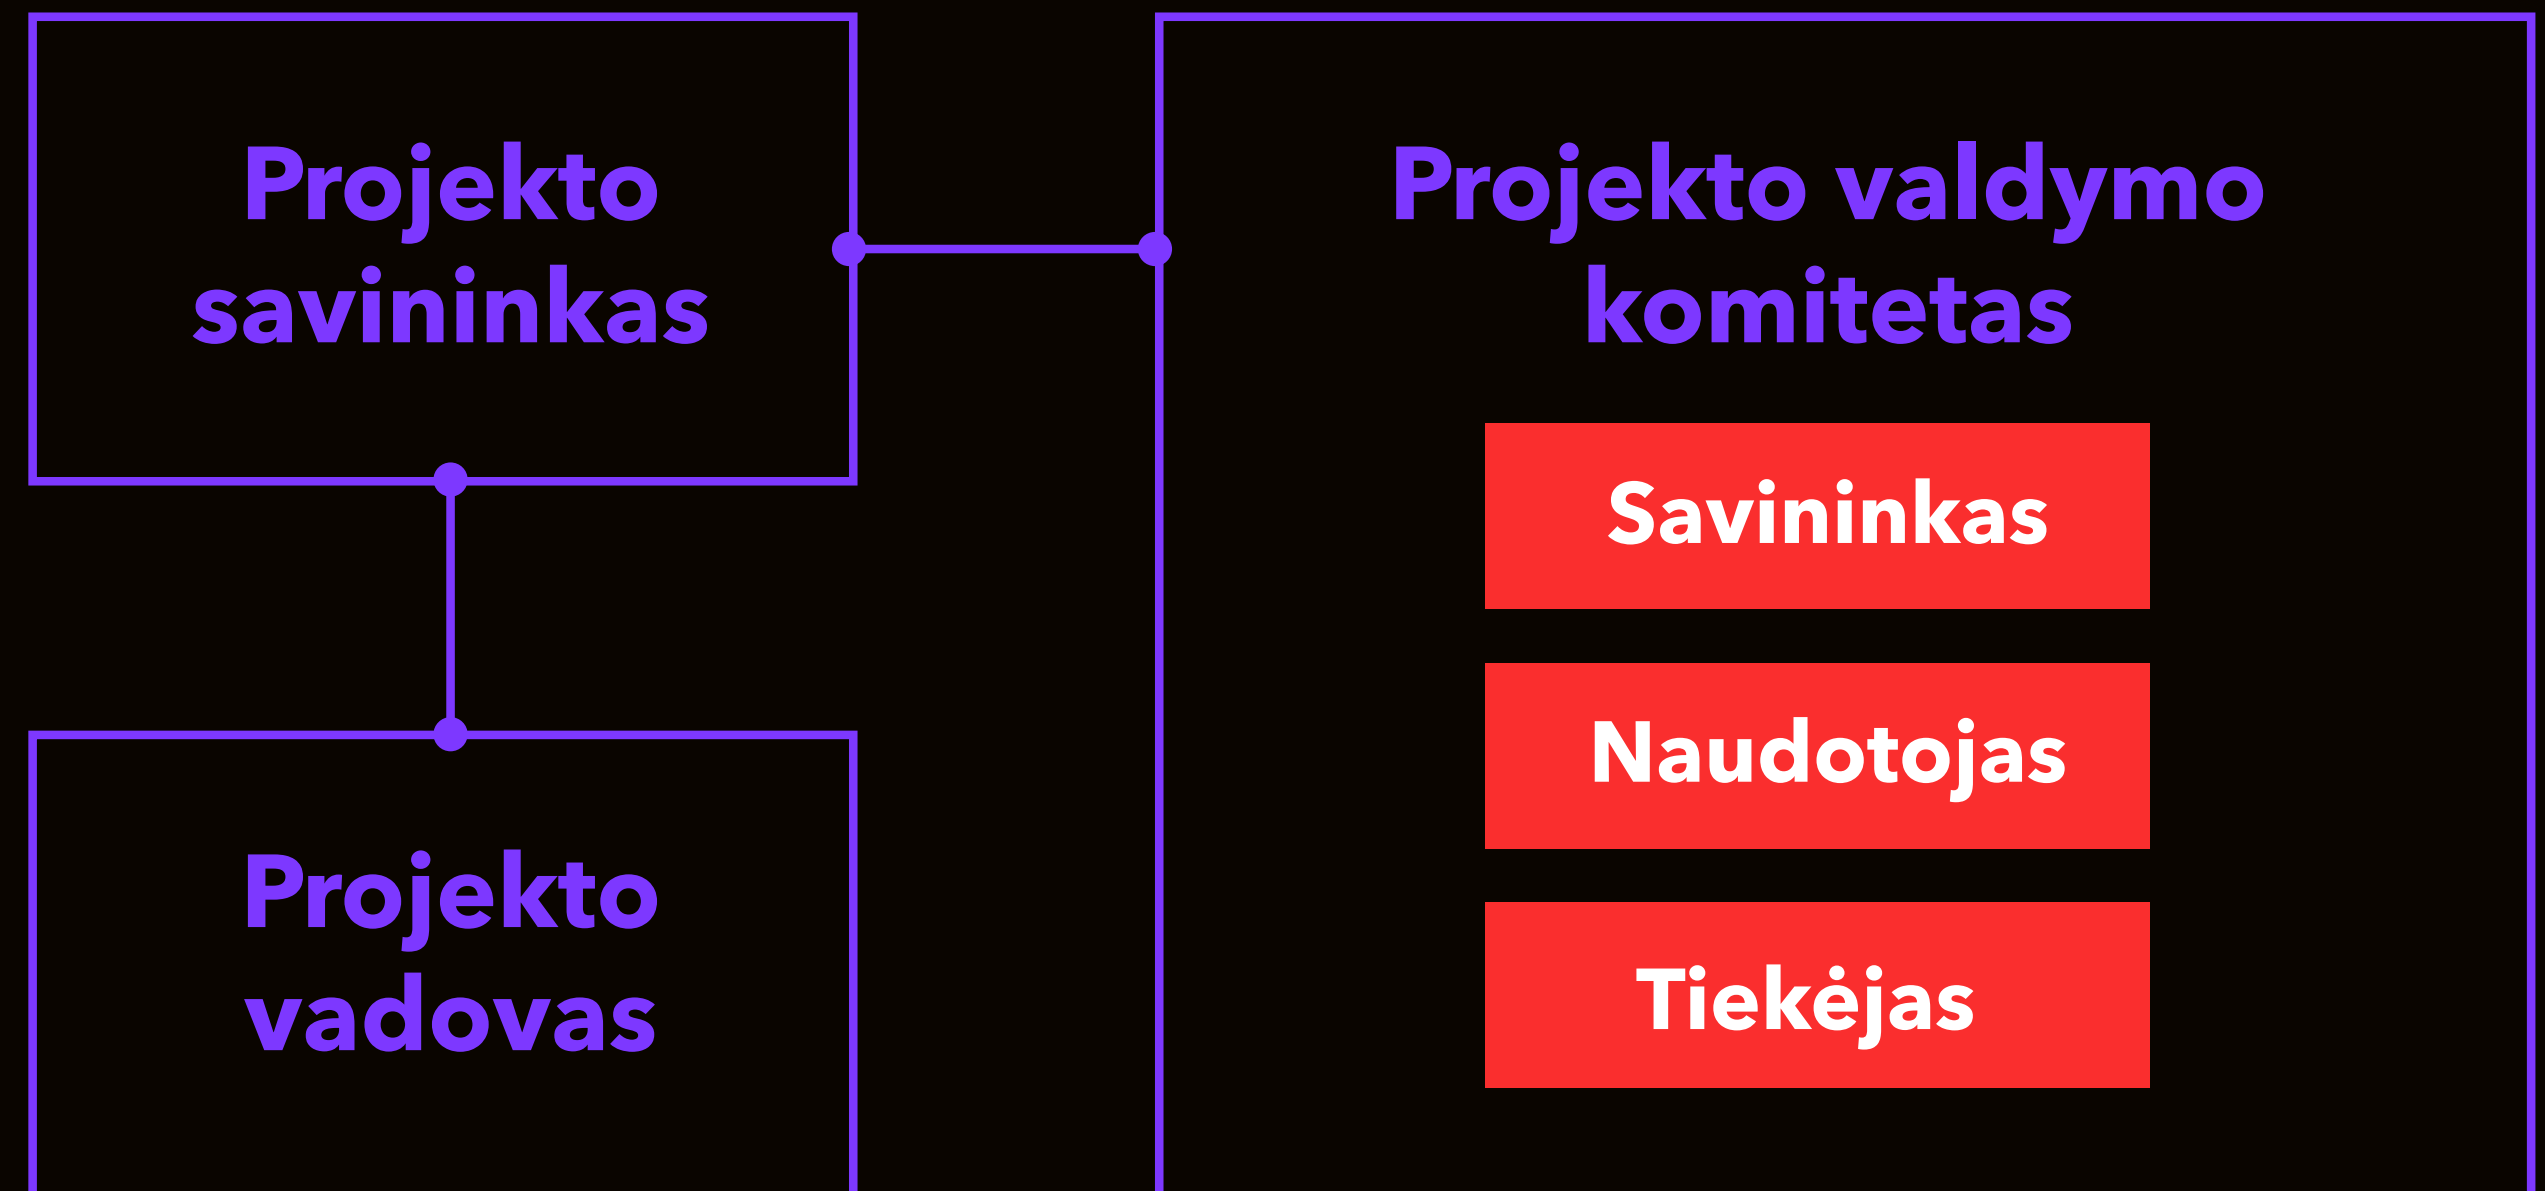 Projekto
savininkas
Projekto valdymo
komitetas
Savininkas
Naudotojas
Tiekėjas
Projekto
vadovas